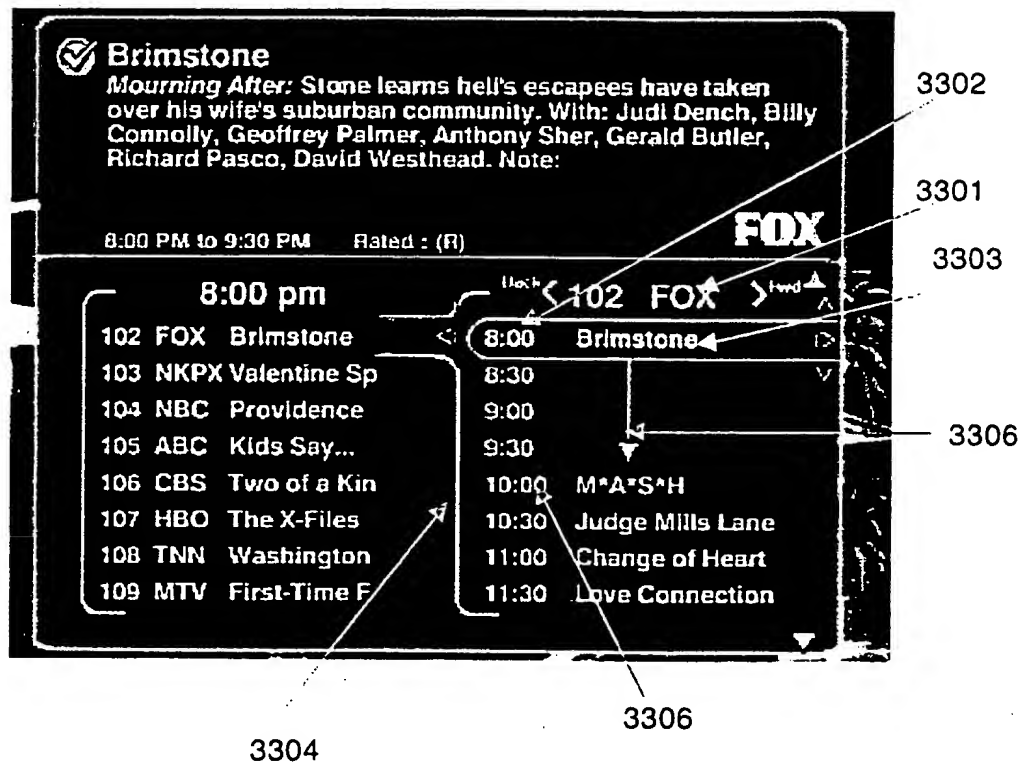 Brimstone
Mourning After: Stone learns hell's escapees have taken
over his wife's suburban community. With: Judi Dench, Billy
Connolly, Geoffrey Palmer, Anthony Sher, Gerald Butler,
Richard Pasco, David Westhead. Note:
8:00 PM to 9:30 PM Rated : (R)
FOX
8:00 pm
102 FOX Brimstone
103 NKPX Valentine Sp
104 NBC Providence
105 ABC Kids Say...
106 CBS Two of a Kin
107 HBO The X-Files
108 TNN Washington
109 MTV First-Time F
Back < 102 FOX > Fwd
8:00 Brimstone
8:30
9:00
9:30
10:00 M*A*S*H
10:30 Judge Mills Lane
11:00 Change of Heart
11:30 Love Connection
3302
3301
3303
3306
3306
3304